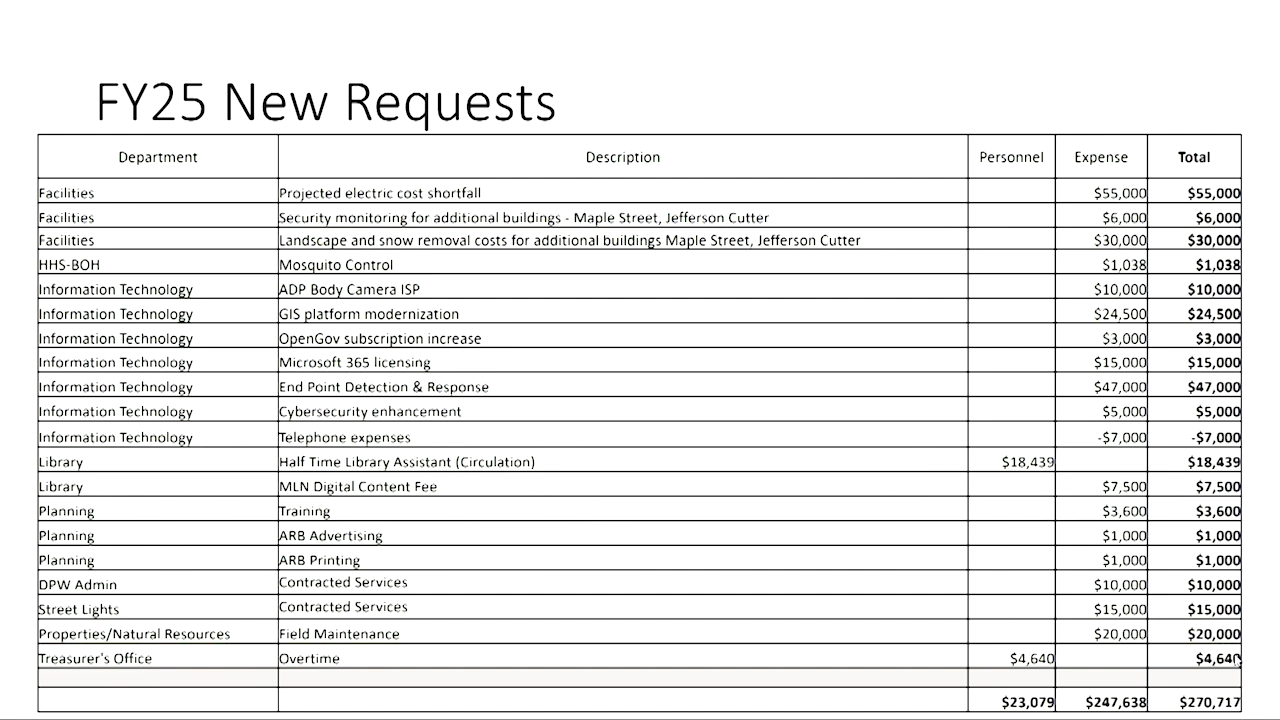 FY25 New Requests
Department Description Personnel Expense Total
Facilities Projected electric cost shortfall $55,000 $55,000
Facilities Security monitoring for additional buildings - Maple Street, Jefferson Cutter $6,000 $6,000
Facilities Landscape and snow removal costs for additional buildings Maple Street, Jefferson Cutter $30,000 $30,000
HHS-BOH Mosquito Control $1,038 $1,038
Information Technology ADP Body Camera ISP $10,000 $10,000
Information Technology GIS platform modernization $24,500 $24,500
Information Technology OpenGov subscription increase $3,000 $3,000
Information Technology Microsoft 365 licensing $15,000 $15,000
Information Technology End Point Detection & Response $47,000 $47,000
Information Technology Cybersecurity enhancement $5,000 $5,000
Information Technology Telephone expenses -$7,000 -$7,000
Library Half Time Library Assistant (Circulation) $18,439 $18,439
Library MLN Digital Content Fee $7,500 $7,500
Planning Training $3,600 $3,600
Planning ARB Advertising $1,000 $1,000
Planning ARB Printing $1,000 $1,000
DPW Admin Contracted Services $10,000 $10,000
Street Lights Contracted Services $15,000 $15,000
Properties/Natural Resources Field Maintenance $20,000 $20,000
Treasurer's Office Overtime $4,640 $4,640
$23,079 $247,638 $270,717